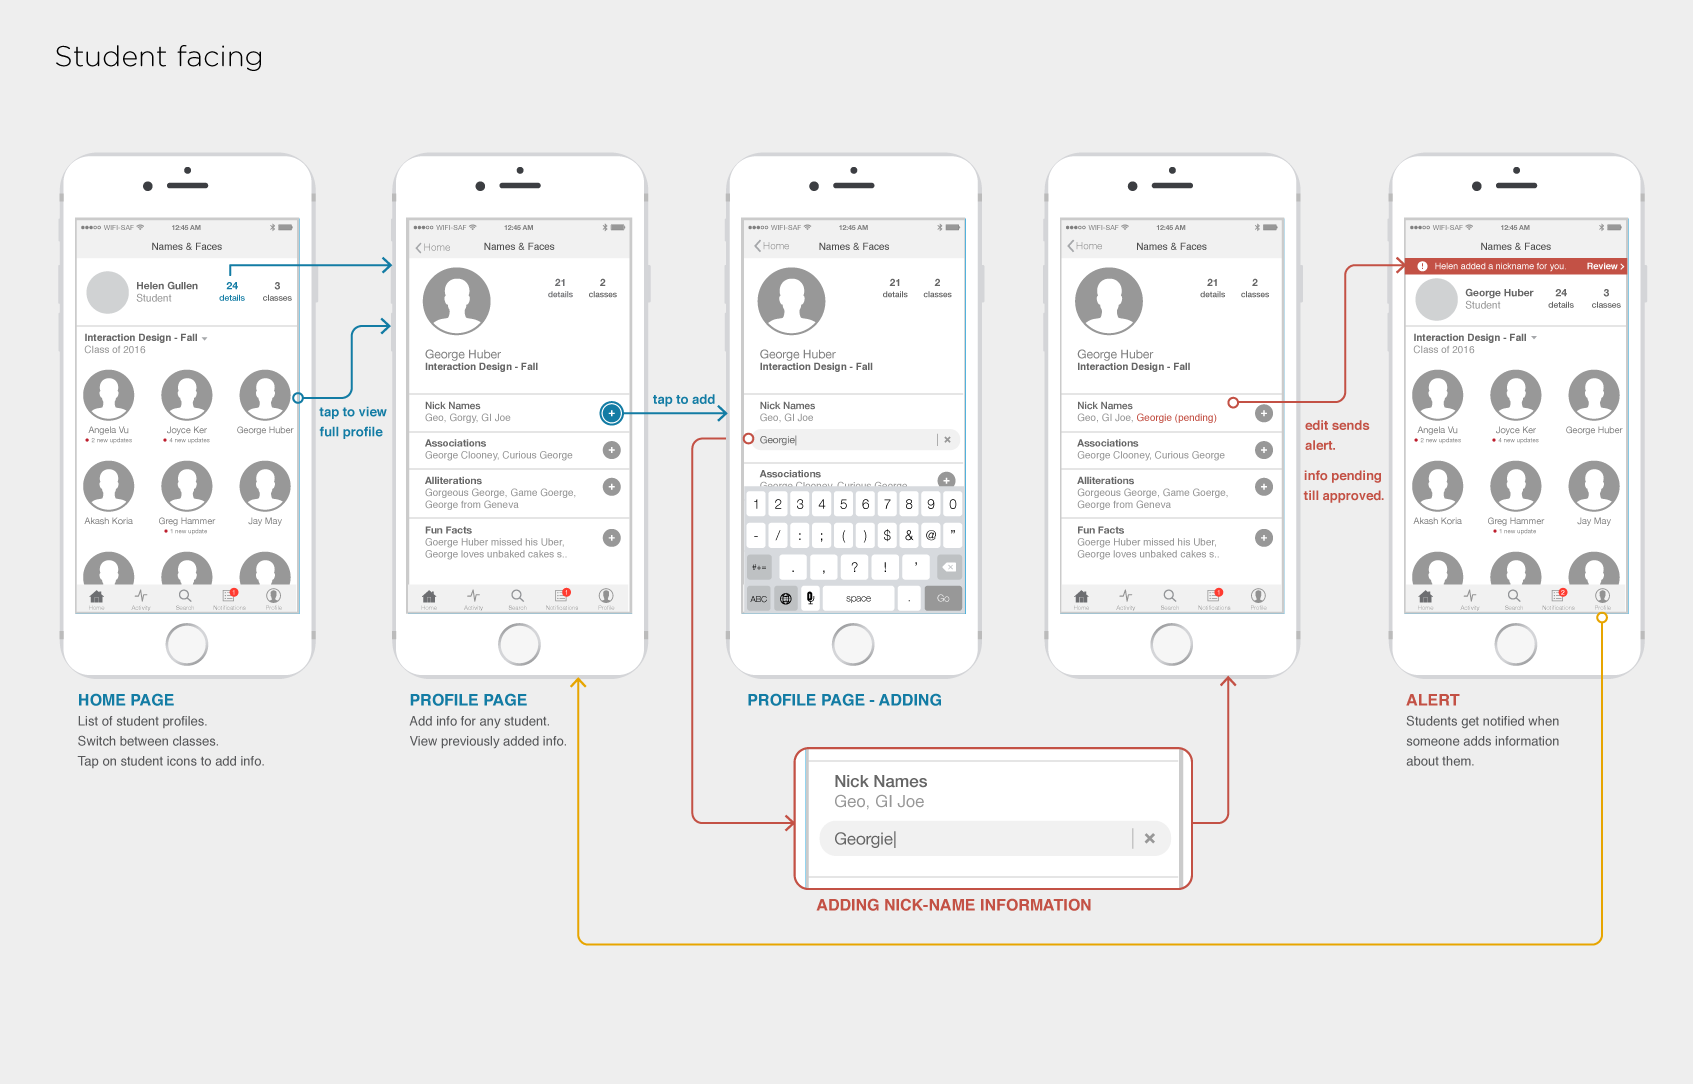 Student facing
WIFI-SAF 12:45 AM
Names & Faces
Helen Gullen
Student
24
details
3
classes
Interaction Design - Fall
Class of 2016
Angela Vu
2 new updates
Joyce Ker
4 new updates
George Huber
Akash Koria
Greg Hammer
1 new update
Jay May
Home
Activity
Search
Notifications
1
Profile
tap to view
full profile
HOME PAGE
List of student profiles.
Switch between classes.
Tap on student icons to add info.
WIFI-SAF 12:45 AM
Home
Names & Faces
21
details
2
classes
George Huber
Interaction Design - Fall
Nick Names
Geo, Gorgy, GI Joe
Associations
George Clooney, Curious George
Alliterations
Gorgeous George, Game Goerge,
George from Geneva
Fun Facts
Goerge Huber missed his Uber,
George loves unbaked cakes s..
Home
Activity
Search
Notifications
1
Profile
tap to add
PROFILE PAGE
Add info for any student.
View previously added info.
WIFI-SAF 12:45 AM
Home
Names & Faces
21
details
2
classes
George Huber
Interaction Design - Fall
Nick Names
Geo, GI Joe
Georgie
Associations
George Clooney, Curious George
1 2 3 4 5 6 7 8 9 0
- / : ; ( ) $ & @ "
#+= . , ? ! '
ABC space . Go
PROFILE PAGE - ADDING
Nick Names
Geo, GI Joe
Georgie
ADDING NICK-NAME INFORMATION
WIFI-SAF 12:45 AM
Home
Names & Faces
21
details
2
classes
George Huber
Interaction Design - Fall
Nick Names
Geo, GI Joe, Georgie (pending)
Associations
George Clooney, Curious George
Alliterations
Gorgeous George, Game Goerge,
George from Geneva
Fun Facts
Goerge Huber missed his Uber,
George loves unbaked cakes s..
Home
Activity
Search
Notifications
1
Profile
edit sends
alert.
info pending
till approved.
WIFI-SAF 12:45 AM
Names & Faces
Helen added a nickname for you. Review
George Huber
Student
24
details
3
classes
Interaction Design - Fall
Class of 2016
Angela Vu
2 new updates
Joyce Ker
4 new updates
George Huber
Akash Koria
Greg Hammer
1 new update
Jay May
Home
Activity
Search
Notifications
2
Profile
ALERT
Students get notified when
someone adds information
about them.